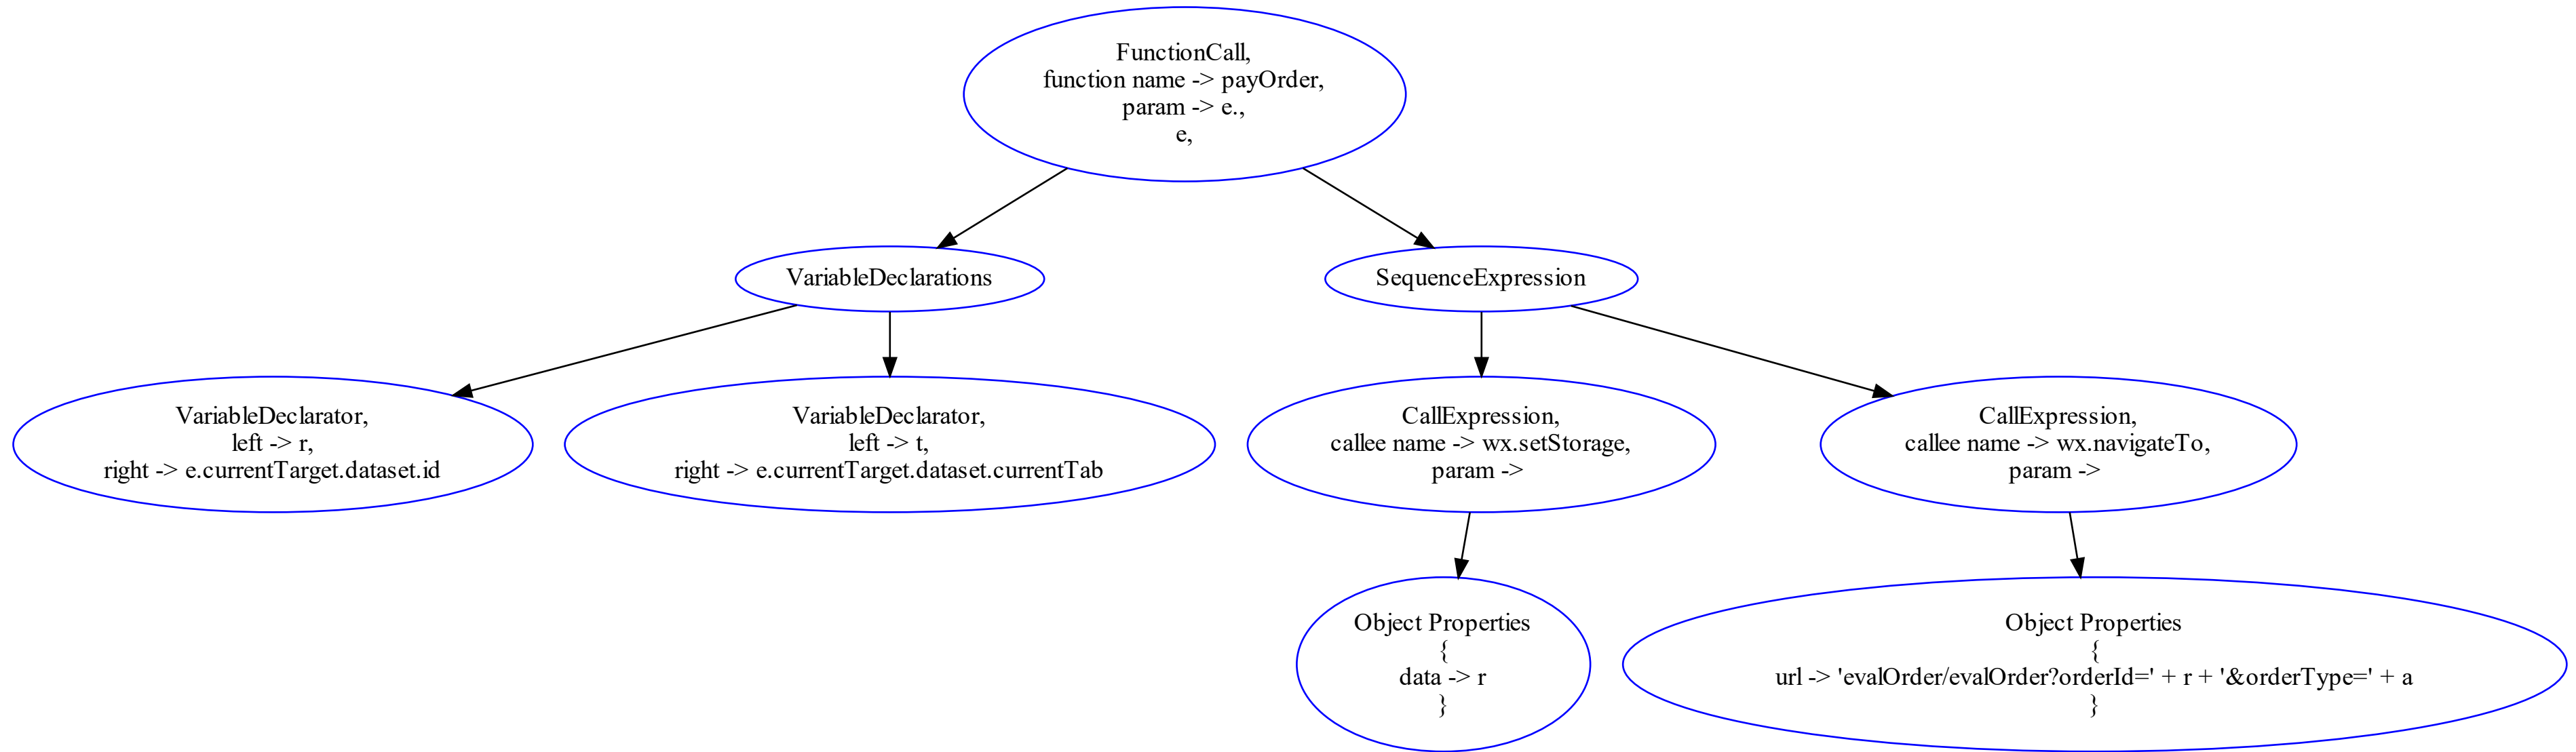 FunctionCall,
function name -> payOrder,
param -> e.,
e,
VariableDeclarations
SequenceExpression
VariableDeclarator,
left -> r,
right -> e.currentTarget.dataset.id
VariableDeclarator,
left -> t,
right -> e.currentTarget.dataset.currentTab
CallExpression,
callee name -> wx.setStorage,
param ->
CallExpression,
callee name -> wx.navigateTo,
param ->
Object Properties
{
data -> r
}
Object Properties
{
url -> 'evalOrder/evalOrder?orderId=' + r + '&orderType=' + a
}